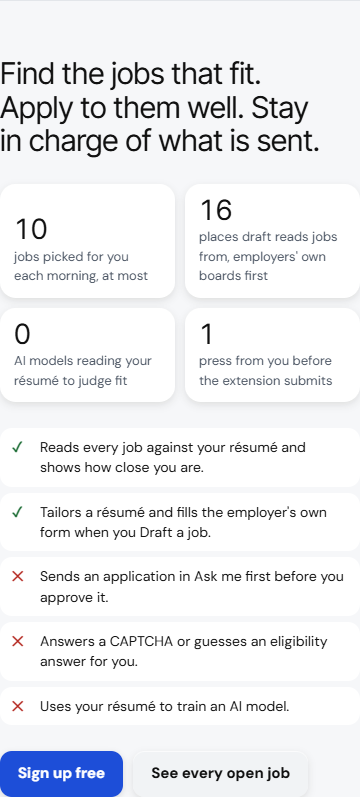 Find the jobs that fit.
Apply to them well. Stay
in charge of what is sent.
10
jobs picked for you
each morning, at most
16
places draft reads jobs
from, employers' own
boards first
0
AI models reading your
résumé to judge fit
1
press from you before
the extension submits
Reads every job against your résumé and
shows how close you are.
Tailors a résumé and fills the employer's own
form when you Draft a job.
Sends an application in Ask me first before you
approve it.
Answers a CAPTCHA or guesses an eligibility
answer for you.
Uses your résumé to train an AI model.
Sign up free
See every open job